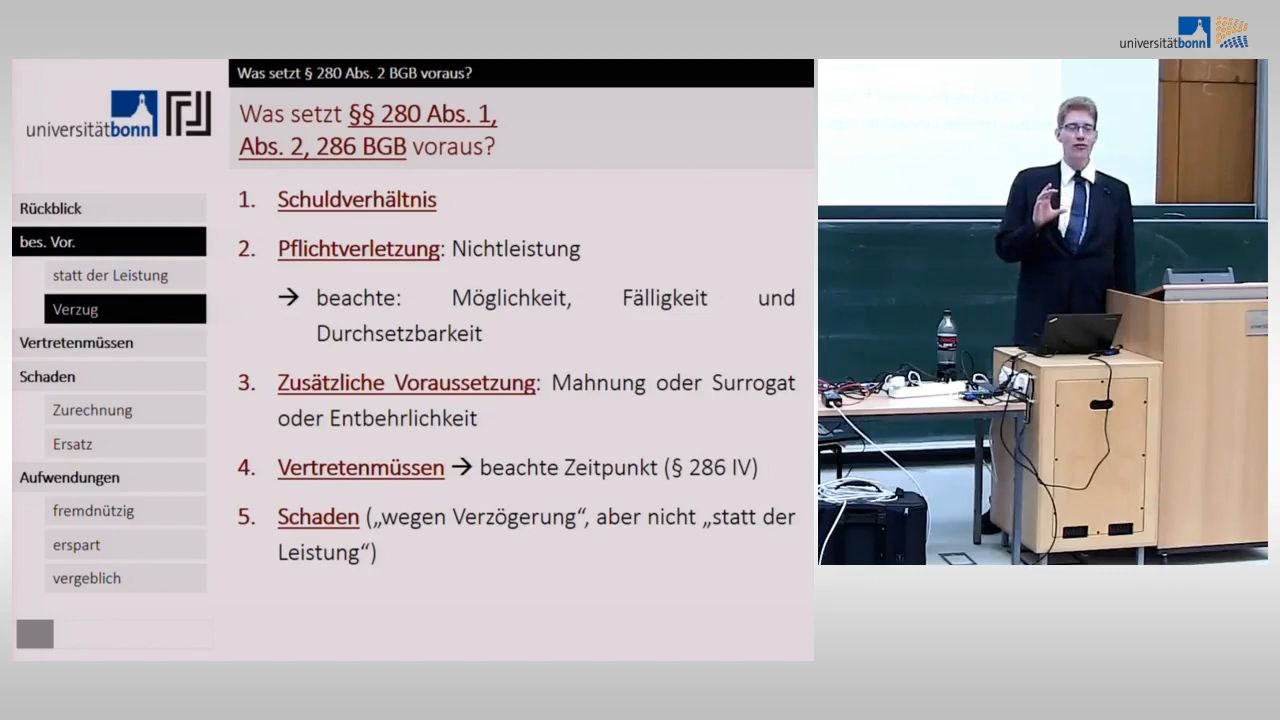 universitätbonn
Was setzt § 280 Abs. 2 BGB voraus?
universitätbonn
Was setzt §§ 280 Abs. 1,
Abs. 2, 286 BGB voraus?
Rückblick
bes. Vor.
statt der Leistung
Verzug
Vertretenmüssen
Schaden
Zurechnung
Ersatz
Aufwendungen
fremdnützig
erspart
vergeblich
1. Schuldverhältnis
2. Pflichtverletzung: Nichtleistung
→ beachte: Möglichkeit, Fälligkeit und
Durchsetzbarkeit
3. Zusätzliche Voraussetzung: Mahnung oder Surrogat
oder Entbehrlichkeit
4. Vertretenmüssen → beachte Zeitpunkt (§ 286 IV)
5. Schaden („wegen Verzögerung“, aber nicht „statt der
Leistung“)